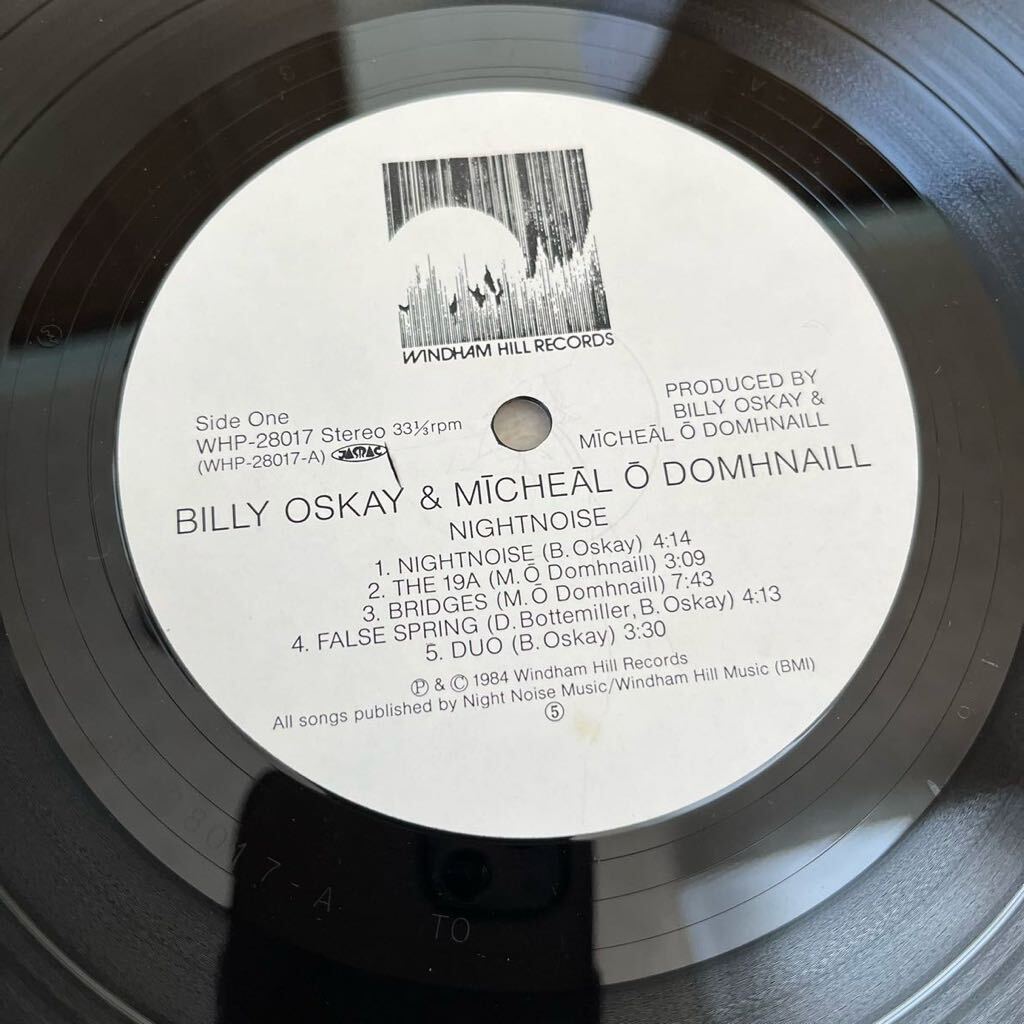 WINDHAM HILL RECORDS
Side One
WHP-28017 Stereo 33⅓rpm
(WHP-28017-A) JASRAC
PRODUCED BY
BILLY OSKAY &
MĪCHEĀL Ō DOMHNAILL
BILLY OSKAY & MĪCHEĀL Ō DOMHNAILL
NIGHTNOISE
1. NIGHTNOISE (B. Oskay) 4:14
2. THE 19A (M. Ō Domhnaill) 3:09
3. BRIDGES (M. Ō Domhnaill) 7:43
4. FALSE SPRING (D. Bottemiller, B. Oskay) 4:13
5. DUO (B. Oskay) 3:30
Ⓟ & © 1984 Windham Hill Records
All songs published by Night Noise Music/Windham Hill Music (BMI)
⑤
8017-A TO